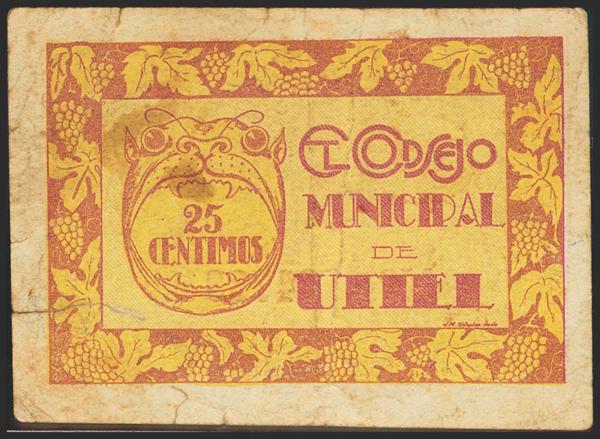 25
CENTIMOS
EL CONSEJO
MUNICIPAL
DE
UTIEL